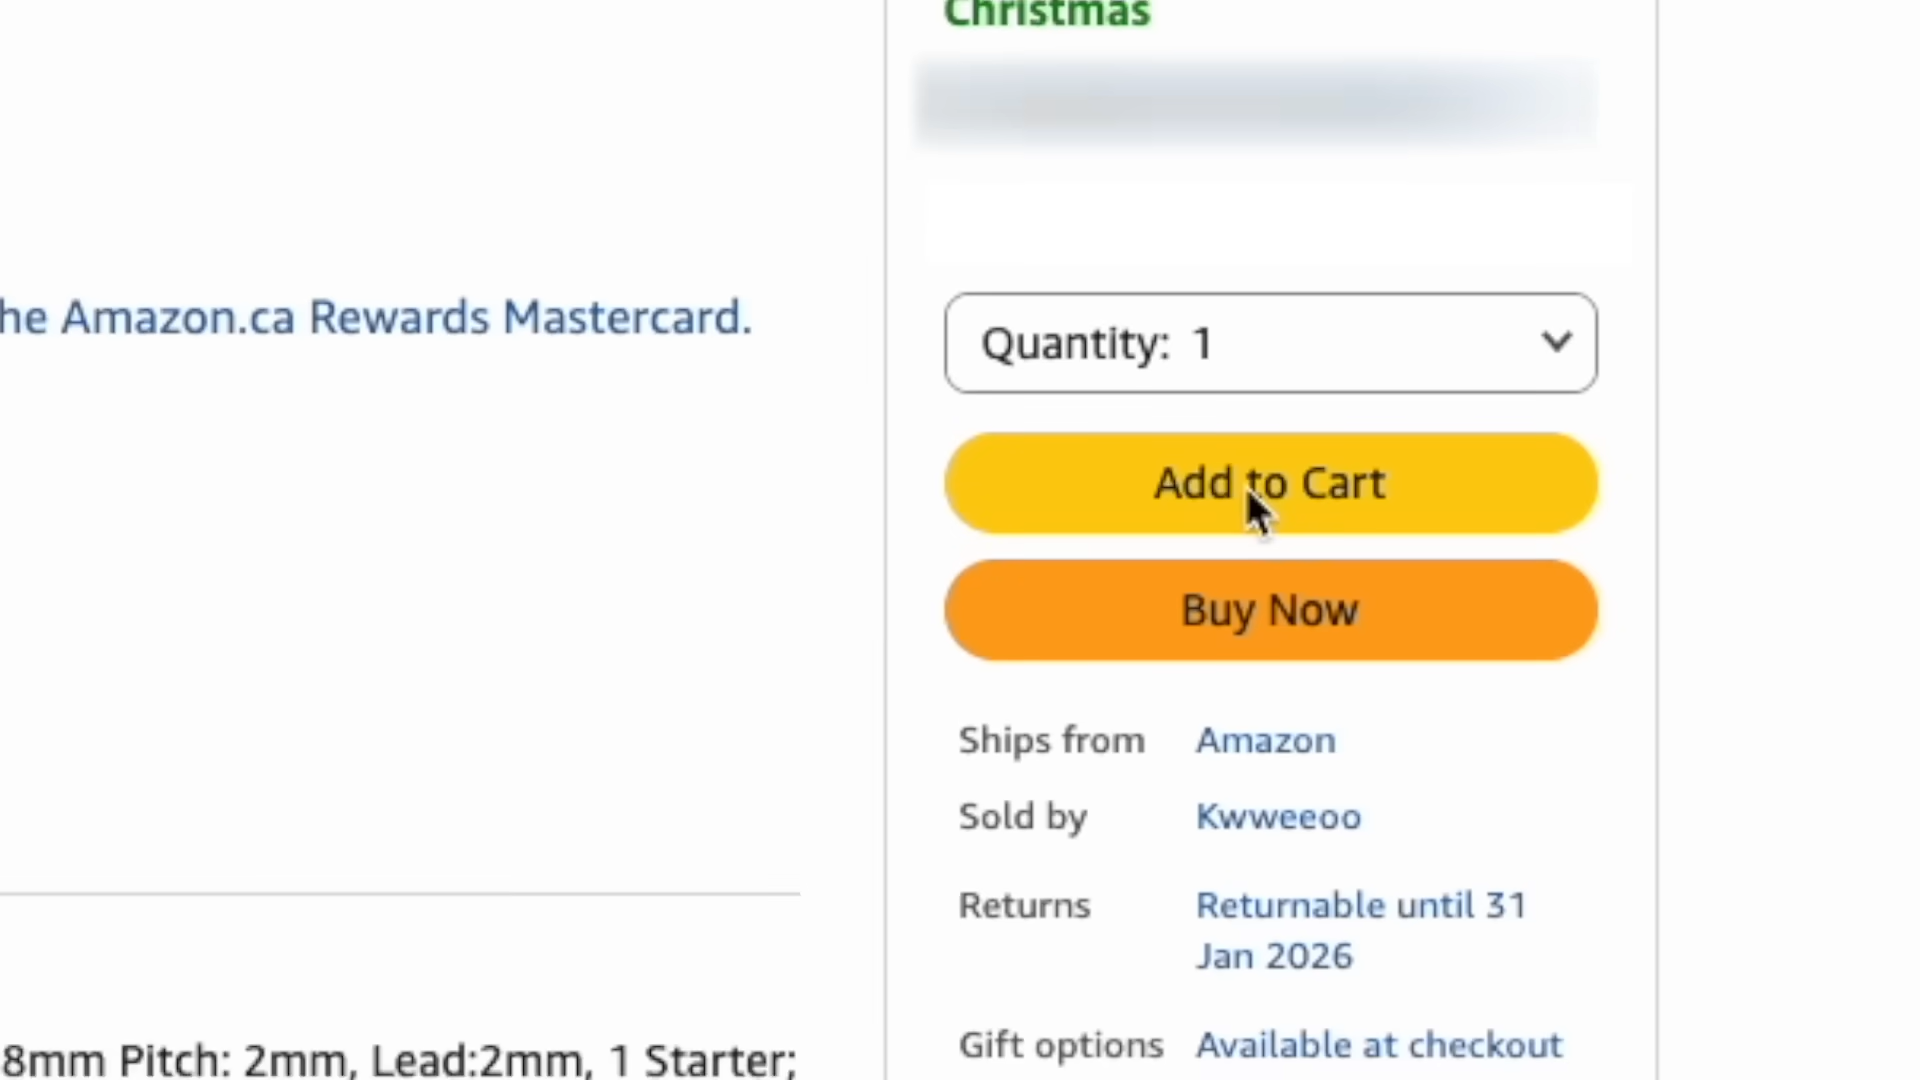 Christmas
he Amazon.ca Rewards Mastercard.
Quantity: 1
Add to Cart
Buy Now
Ships from Amazon
Sold by Kwweeoo
Returns Returnable until 31
Jan 2026
Gift options Available at checkout
8mm Pitch: 2mm, Lead:2mm, 1 Starter;